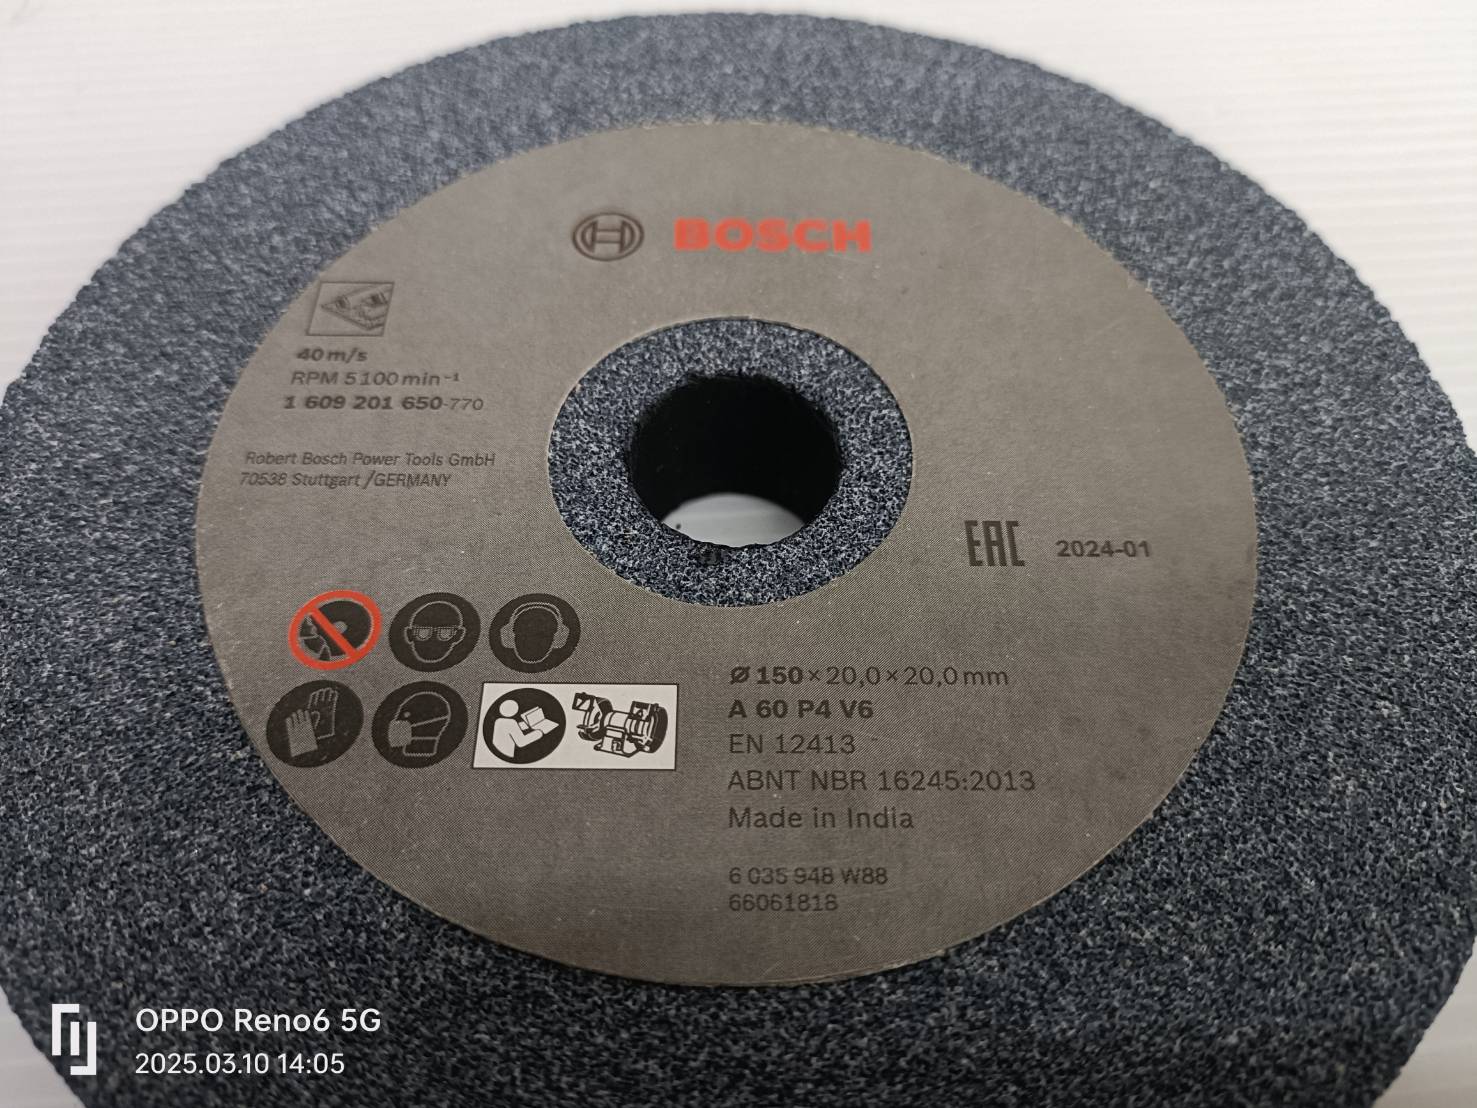 BOSCH
40 m/s
RPM 5100 min⁻¹
1 609 201 650-770
Robert Bosch Power Tools GmbH
70538 Stuttgart /GERMANY
EAC 2024-01
Ø 150×20,0×20,0 mm
A 60 P4 V6
EN 12413
ABNT NBR 16245:2013
Made in India
6 035 948 W88
66061818
OPPO Reno6 5G
2025.03.10 14:05